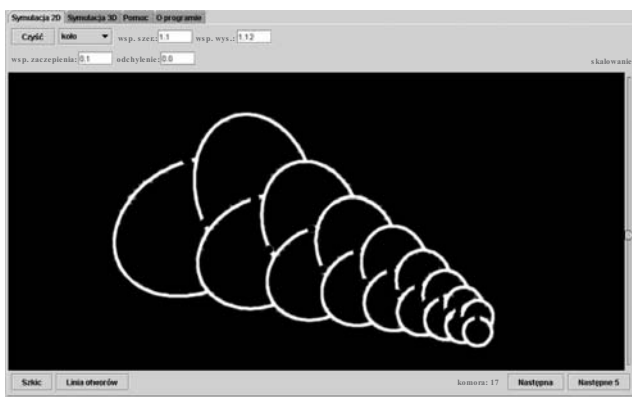 Symulacja 2D Symulacja 3D Pomoc O programie
Czyść koło wsp. szer.: 1.1 wsp. wys.: 1.12
wsp. zaczepienia: 0.1 odchylenie: 0.0 skalowanie
Szkic Linia otworów komora: 17 Następna Następne 5